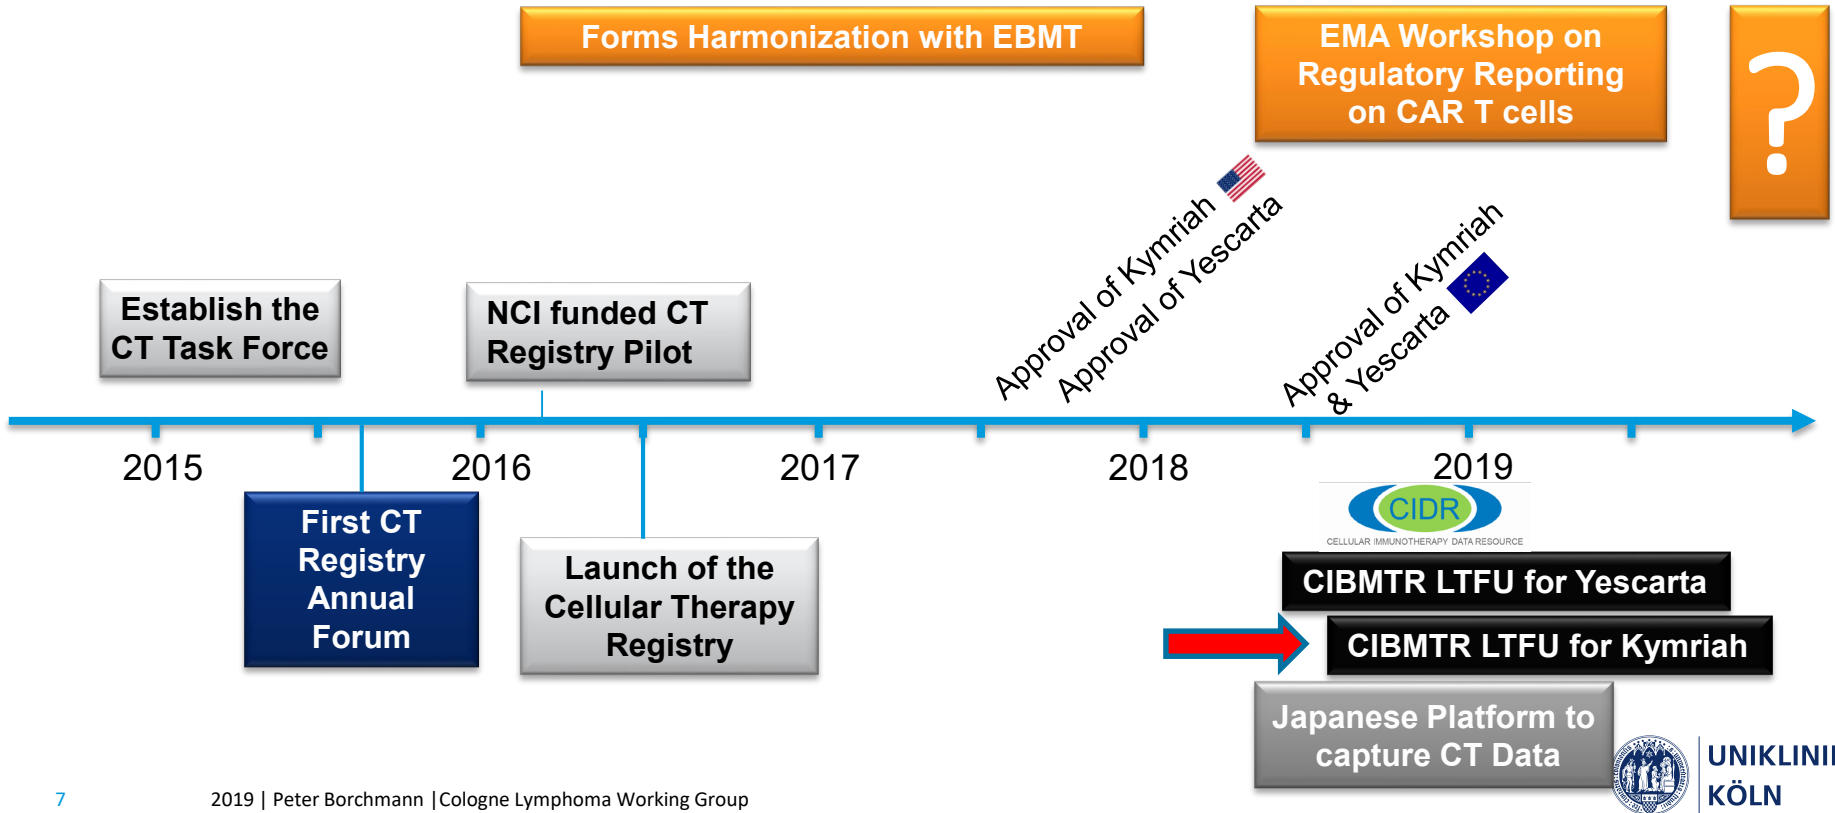 Forms Harmonization with EBMT
EMA Workshop on
Regulatory Reporting
on CAR T cells
?
Approval of Kymriah
Approval of Yescarta
Approval of Kymriah
& Yescarta
Establish the
CT Task Force
NCI funded CT
Registry Pilot
2015
2016
2017
2018
2019
First CT
Registry
Annual
Forum
Launch of the
Cellular Therapy
Registry
CIDR
CELLULAR IMMUNOTHERAPY DATA RESOURCE
CIBMTR LTFU for Yescarta
CIBMTR LTFU for Kymriah
Japanese Platform to
capture CT Data
UNIKLINI
KÖLN
7
2019 | Peter Borchmann |Cologne Lymphoma Working Group